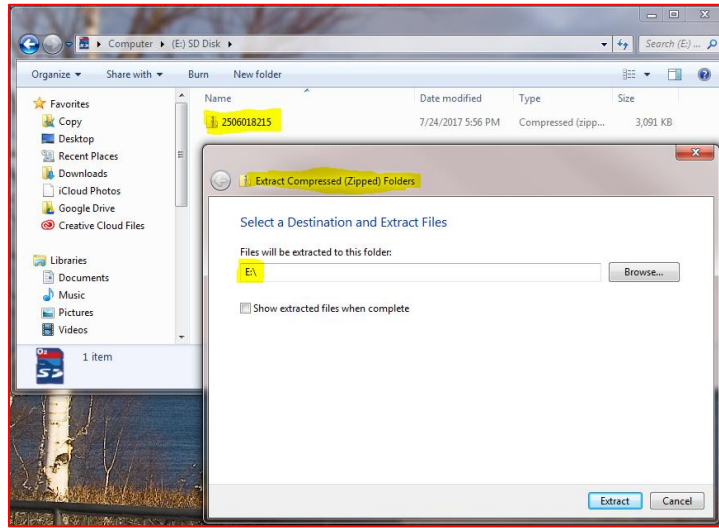 Computer ▸ (E:) SD Disk ▸
Search (E:) ...
Organize ▾ Share with ▾ Burn New folder
Name Date modified Type Size
2506018215 7/24/2017 5:56 PM Compressed (zipp... 3,091 KB
Favorites
Copy
Desktop
Recent Places
Downloads
iCloud Photos
Google Drive
Creative Cloud Files
Libraries
Documents
Music
Pictures
Videos
1 item
O2
SD
Extract Compressed (Zipped) Folders
Select a Destination and Extract Files
Files will be extracted to this folder:
E:\
Browse...
Show extracted files when complete
Extract Cancel